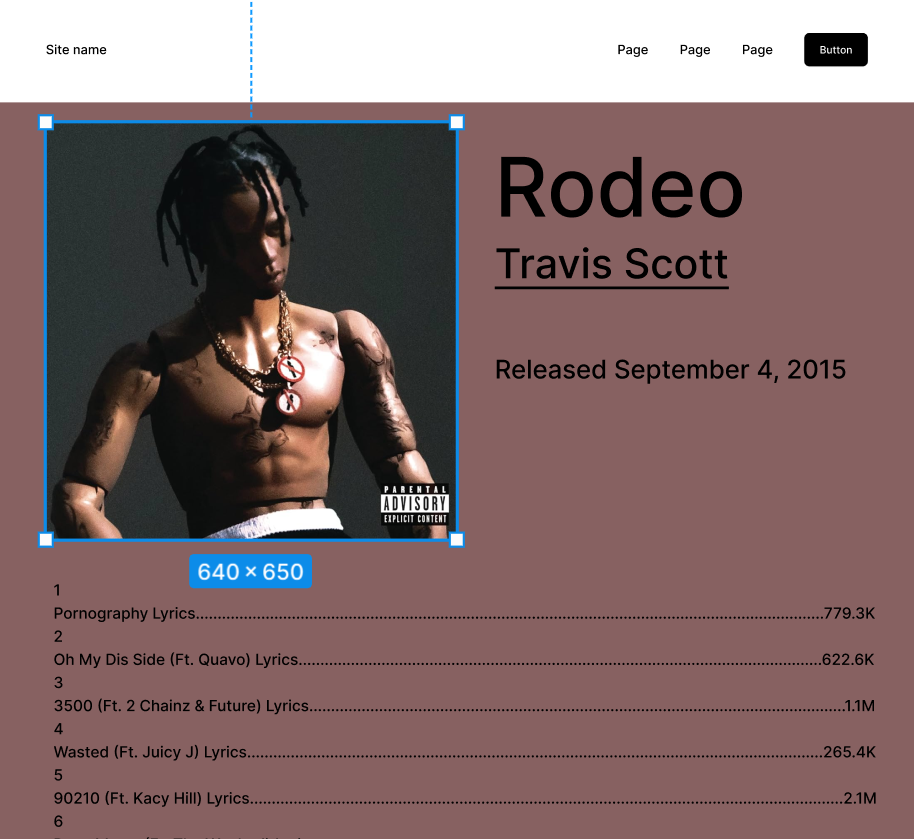 Site name
Page
Page
Page
Button
Rodeo
Travis Scott
Released September 4, 2015
PARENTAL
ADVISORY
EXPLICIT CONTENT
640 × 650
1
Pornography Lyrics..........................................................................................................................................779.3K
2
Oh My Dis Side (Ft. Quavo) Lyrics....................................................................................................................622.6K
3
3500 (Ft. 2 Chainz & Future) Lyrics.......................................................................................................................1.1M
4
Wasted (Ft. Juicy J) Lyrics................................................................................................................................265.4K
5
90210 (Ft. Kacy Hill) Lyrics....................................................................................................................................2.1M
6